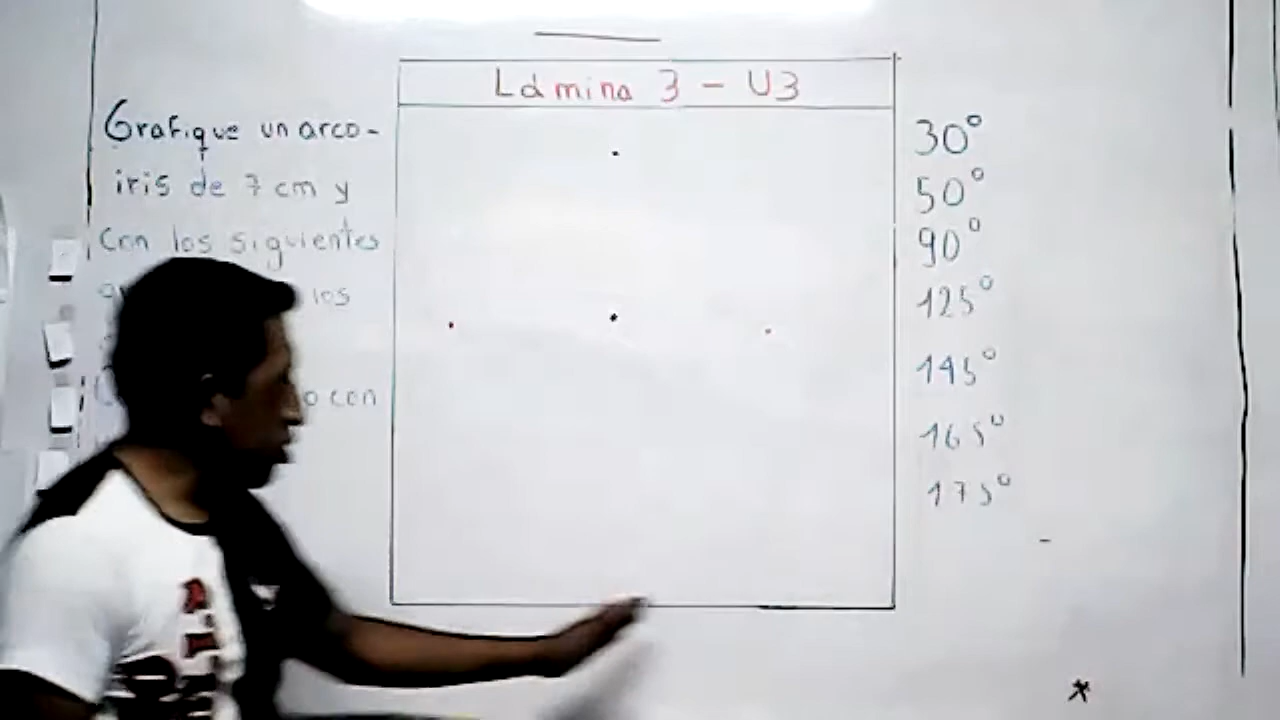 Lámina 3 - U3
Grafique un arco-
iris de 7 cm y
Con los siguientes
los
con
30°
50°
90°
125°
145°
165°
175°